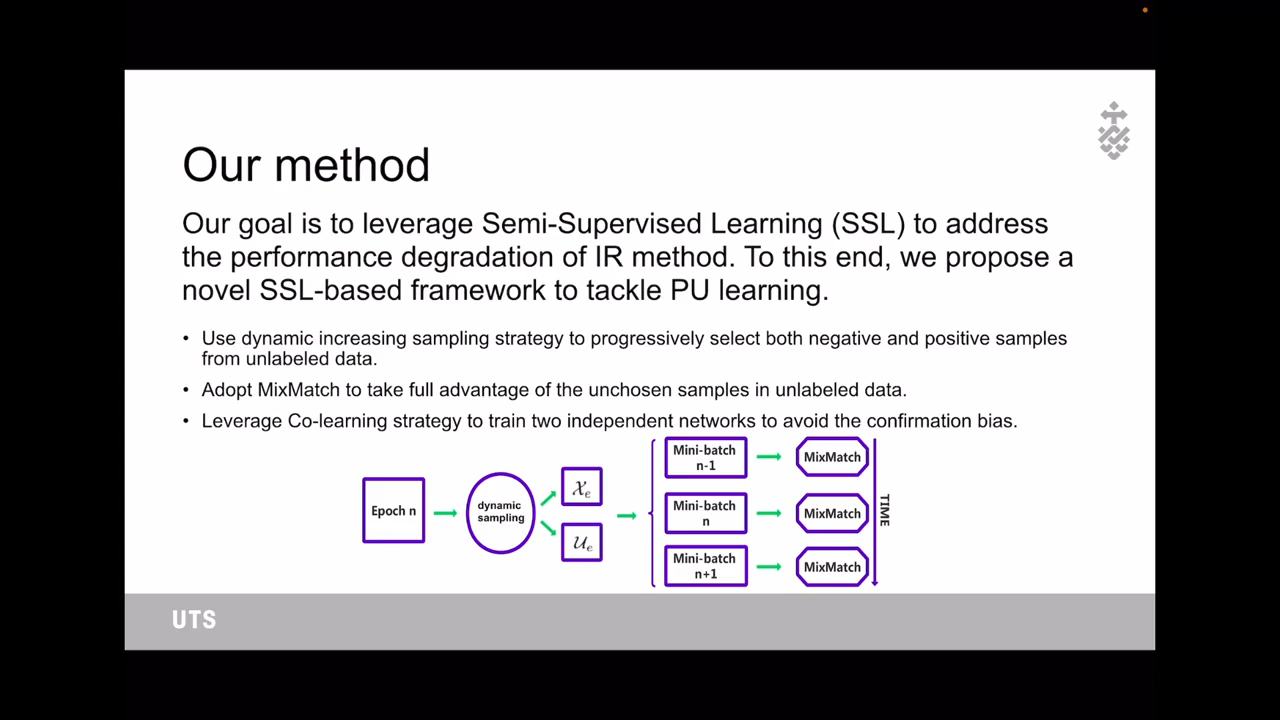 Our method
Our goal is to leverage Semi-Supervised Learning (SSL) to address
the performance degradation of IR method. To this end, we propose a
novel SSL-based framework to tackle PU learning.
• Use dynamic increasing sampling strategy to progressively select both negative and positive samples
from unlabeled data.
• Adopt MixMatch to take full advantage of the unchosen samples in unlabeled data.
• Leverage Co-learning strategy to train two independent networks to avoid the confirmation bias.
Epoch n
dynamic
sampling
𝒳e
𝒰e
Mini-batch
n-1
MixMatch
Mini-batch
n
MixMatch
Mini-batch
n+1
MixMatch
TIME
UTS